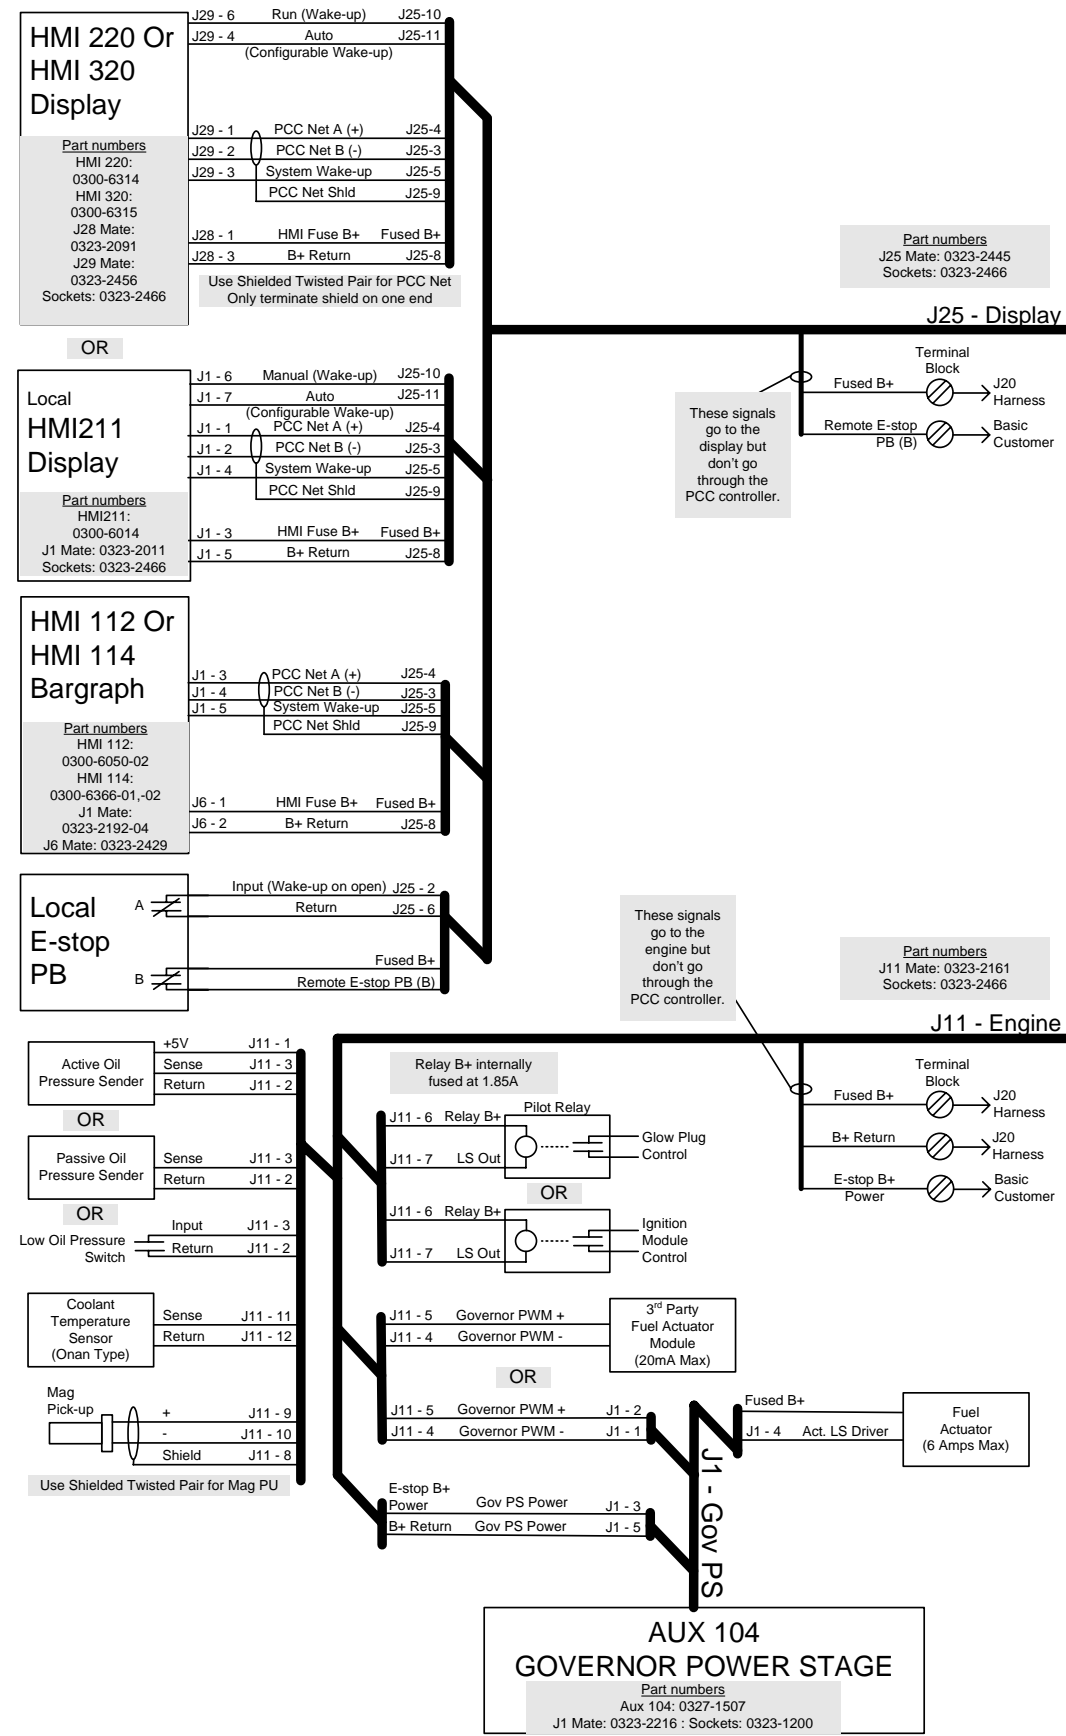 HMI 220 Or
HMI 320
Display
Part numbers
HMI 220:
0300-6314
HMI 320:
0300-6315
J28 Mate:
0323-2091
J29 Mate:
0323-2456
Sockets: 0323-2466
J29 - 6 Run (Wake-up) J25-10
J29 - 4 Auto J25-11
(Configurable Wake-up)
J29 - 1 PCC Net A (+) J25-4
J29 - 2 PCC Net B (-) J25-3
J29 - 3 System Wake-up J25-5
PCC Net Shld J25-9
J28 - 1 HMI Fuse B+ Fused B+
J28 - 3 B+ Return J25-8
Use Shielded Twisted Pair for PCC Net
Only terminate shield on one end
OR
Local
HMI211
Display
Part numbers
HMI211:
0300-6014
J1 Mate: 0323-2011
Sockets: 0323-2466
J1 - 6 Manual (Wake-up) J25-10
J1 - 7 Auto J25-11
(Configurable Wake-up)
J1 - 1 PCC Net A (+) J25-4
J1 - 2 PCC Net B (-) J25-3
J1 - 4 System Wake-up J25-5
PCC Net Shld J25-9
J1 - 3 HMI Fuse B+ Fused B+
J1 - 5 B+ Return J25-8
HMI 112 Or
HMI 114
Bargraph
Part numbers
HMI 112:
0300-6050-02
HMI 114:
0300-6366-01,-02
J1 Mate:
0323-2192-04
J6 Mate: 0323-2429
J1 - 3 PCC Net A (+) J25-4
J1 - 4 PCC Net B (-) J25-3
J1 - 5 System Wake-up J25-5
PCC Net Shld J25-9
J6 - 1 HMI Fuse B+ Fused B+
J6 - 2 B+ Return J25-8
Local
E-stop
PB
A
B
Input (Wake-up on open) J25 - 2
Return J25 - 6
Fused B+
Remote E-stop PB (B)
Part numbers
J25 Mate: 0323-2445
Sockets: 0323-2466
J25 - Display
Terminal
Block
Fused B+ J20
Harness
Remote E-stop
PB (B)
Basic
Customer
These signals
go to the
display but
don't go
through the
PCC controller.
These signals
go to the
engine but
don't go
through the
PCC controller.
Part numbers
J11 Mate: 0323-2161
Sockets: 0323-2466
J11 - Engine
Terminal
Block
Fused B+ J20
Harness
B+ Return J20
Harness
E-stop B+
Power
Basic
Customer
Active Oil
Pressure Sender
+5V J11 - 1
Sense J11 - 3
Return J11 - 2
OR
Passive Oil
Pressure Sender
Sense J11 - 3
Return J11 - 2
OR
Low Oil Pressure
Switch
Input J11 - 3
Return J11 - 2
Coolant
Temperature
Sensor
(Onan Type)
Sense J11 - 11
Return J11 - 12
Mag
Pick-up
+ J11 - 9
- J11 - 10
Shield J11 - 8
Use Shielded Twisted Pair for Mag PU
Relay B+ internally
fused at 1.85A
J11 - 6 Relay B+
J11 - 7 LS Out
Pilot Relay
Glow Plug
Control
OR
J11 - 6 Relay B+
J11 - 7 LS Out
Ignition
Module
Control
J11 - 5 Governor PWM +
J11 - 4 Governor PWM -
3rd Party
Fuel Actuator
Module
(20mA Max)
OR
J11 - 5 Governor PWM + J1 - 2
J11 - 4 Governor PWM - J1 - 1
Fused B+
J1 - 4 Act. LS Driver
Fuel
Actuator
(6 Amps Max)
E-stop B+
Power Gov PS Power J1 - 3
B+ Return Gov PS Power J1 - 5
J1 - Gov PS
AUX 104
GOVERNOR POWER STAGE
Part numbers
Aux 104: 0327-1507
J1 Mate: 0323-2216 : Sockets: 0323-1200